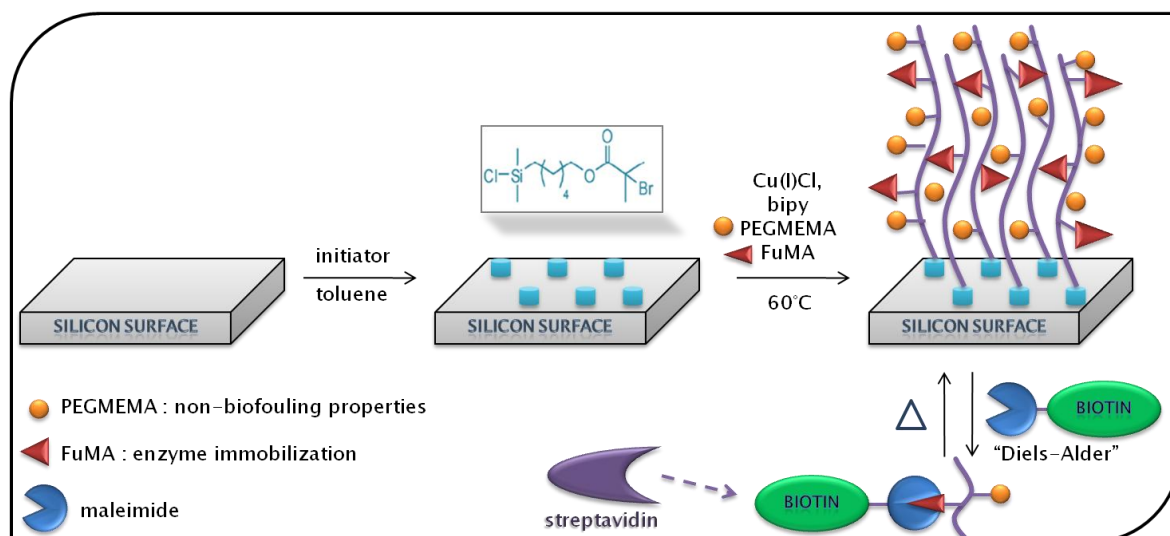 Cl
Si
4
O
O
Br
Cu(I)Cl,
bipy
PEGMEMA
FuMA
60°C
initiator
toluene
SILICON SURFACE
SILICON SURFACE
SILICON SURFACE
PEGMEMA : non-biofouling properties
FuMA : enzyme immobilization
maleimide
streptavidin
BIOTIN
Δ
BIOTIN
“Diels-Alder”